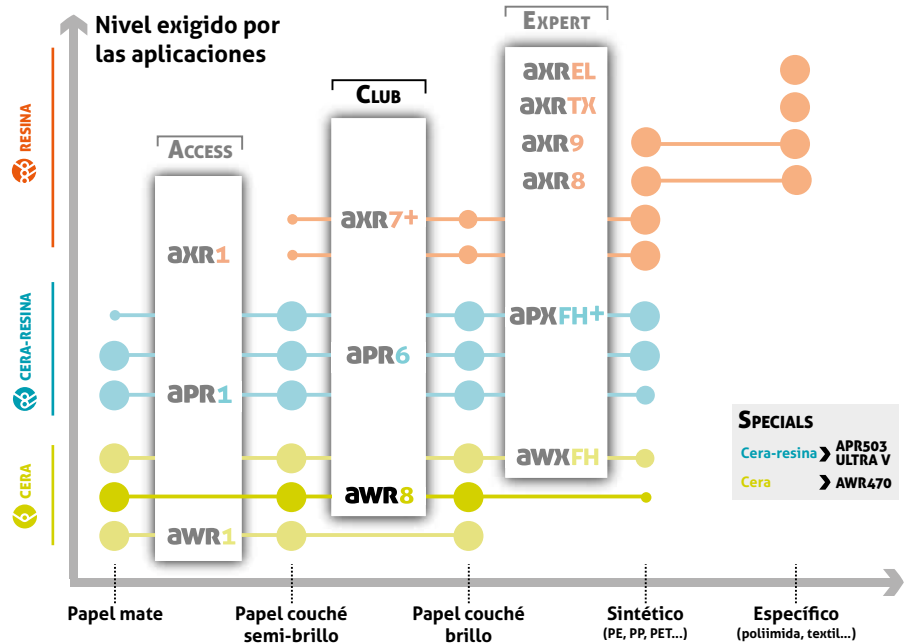 Nivel exigido por
las aplicaciones
EXPERT
CLUB
ACCESS
RESINA
CERA-RESINA
CERA
aXREL
aXRTX
aXR9
aXR8
aXR7+
aXR1
aPXFH+
aPR6
aPR1
aWXFH
aWR8
aWR1
SPECIALS
Cera-resina APR503
ULTRA V
Cera AWR470
Papel mate
Papel couché
semi-brillo
Papel couché
brillo
Sintético
(PE, PP, PET...)
Específico
(poliimida, textil...)